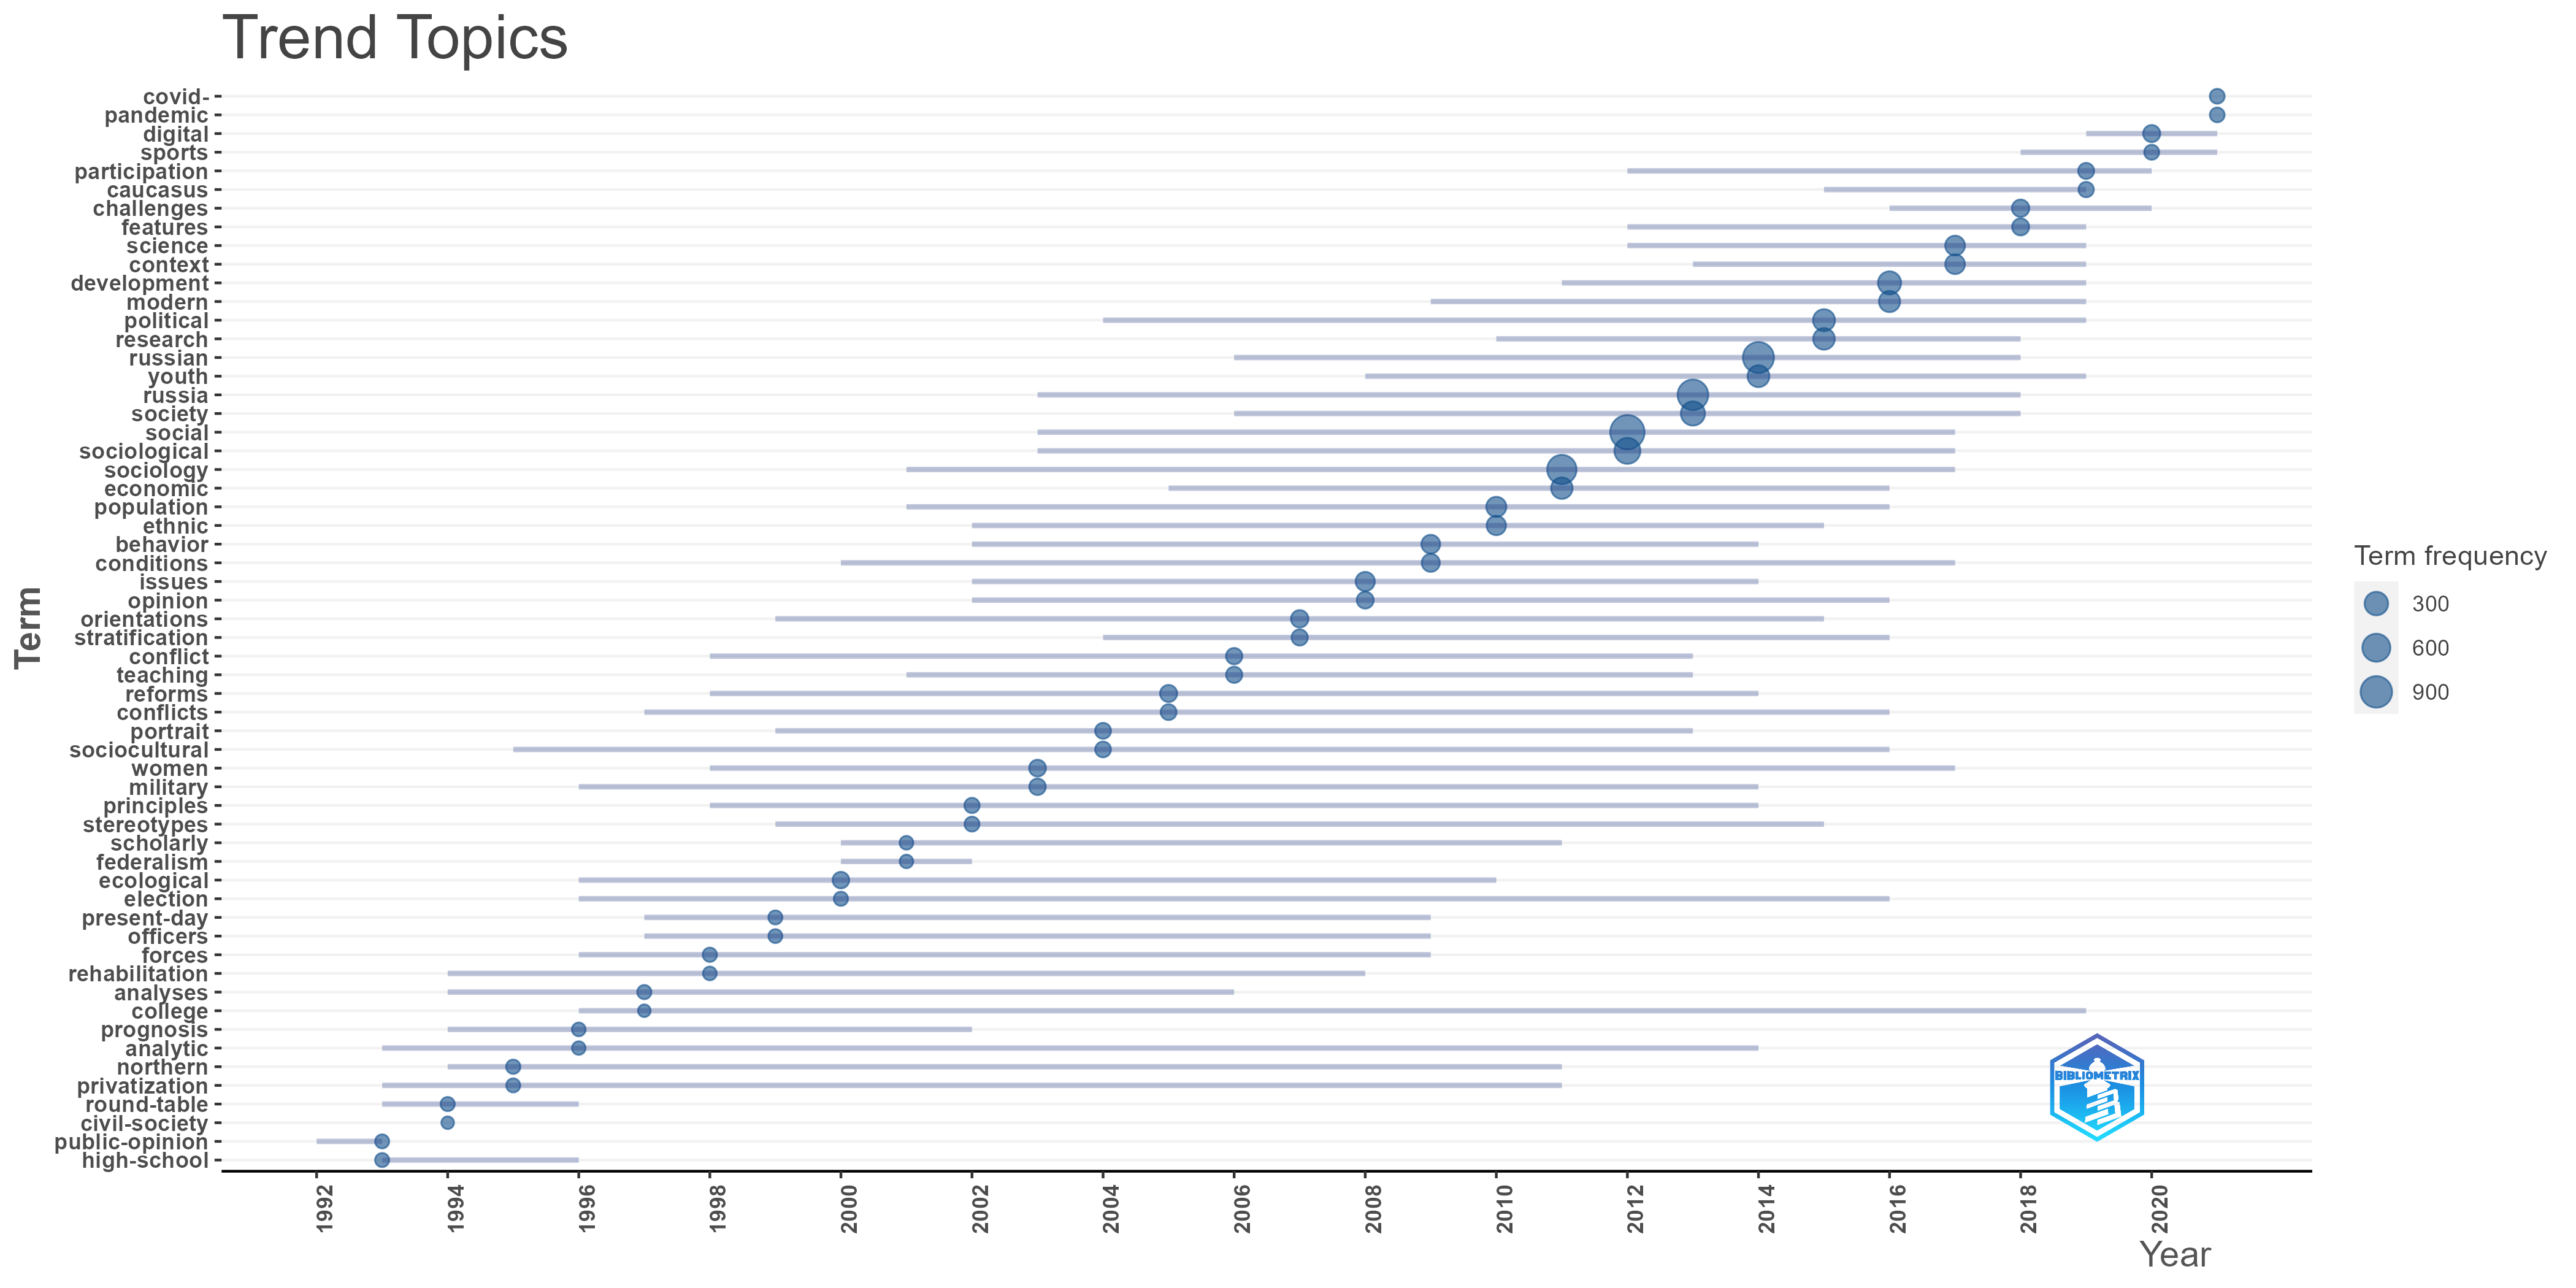 Trend Topics
covid-
pandemic
digital
sports
participation
caucasus
challenges
features
science
context
development
modern
political
research
russian
youth
russia
society
social
sociological
sociology
economic
population
ethnic
behavior
conditions
issues
opinion
orientations
stratification
conflict
teaching
reforms
conflicts
portrait
sociocultural
women
military
principles
stereotypes
scholarly
federalism
ecological
election
present-day
officers
forces
rehabilitation
analyses
college
prognosis
analytic
northern
privatization
round-table
civil-society
public-opinion
high-school
Term
1992
1994
1996
1998
2000
2002
2004
2006
2008
2010
2012
2014
2016
2018
2020
Year
Term frequency
300
600
900
BIBLIOMETRIX